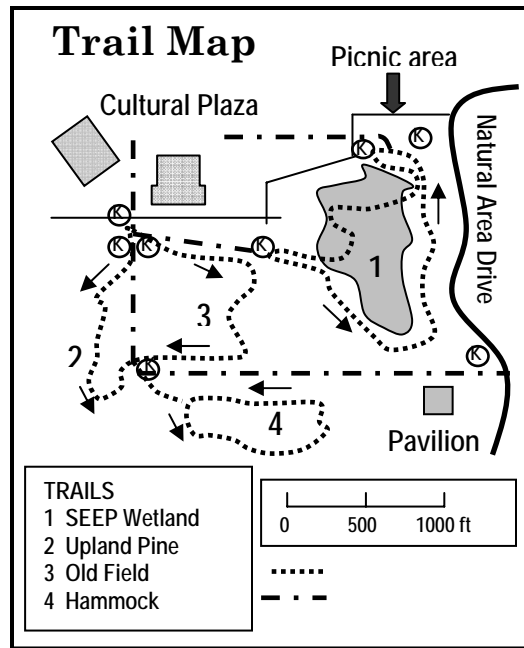 Trail Map
Picnic area
Cultural Plaza
Natural Area Drive
K
K
K
K K
K
1
3
2
K
K
4
Pavilion
TRAILS
1 SEEP Wetland
2 Upland Pine
3 Old Field
4 Hammock
0 500 1000 ft